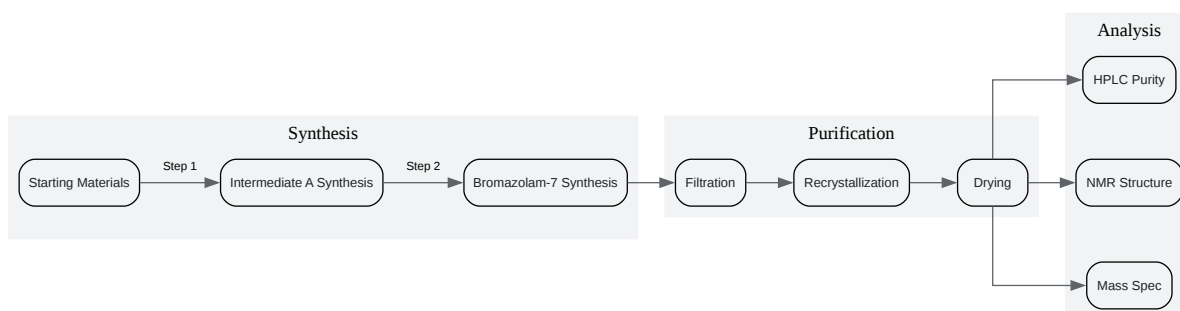 Analysis
HPLC Purity
Synthesis
Purification
Starting Materials
Step 1
Intermediate A Synthesis
Step 2
Bromazolam-7 Synthesis
Filtration
Recrystallization
Drying
NMR Structure
Mass Spec